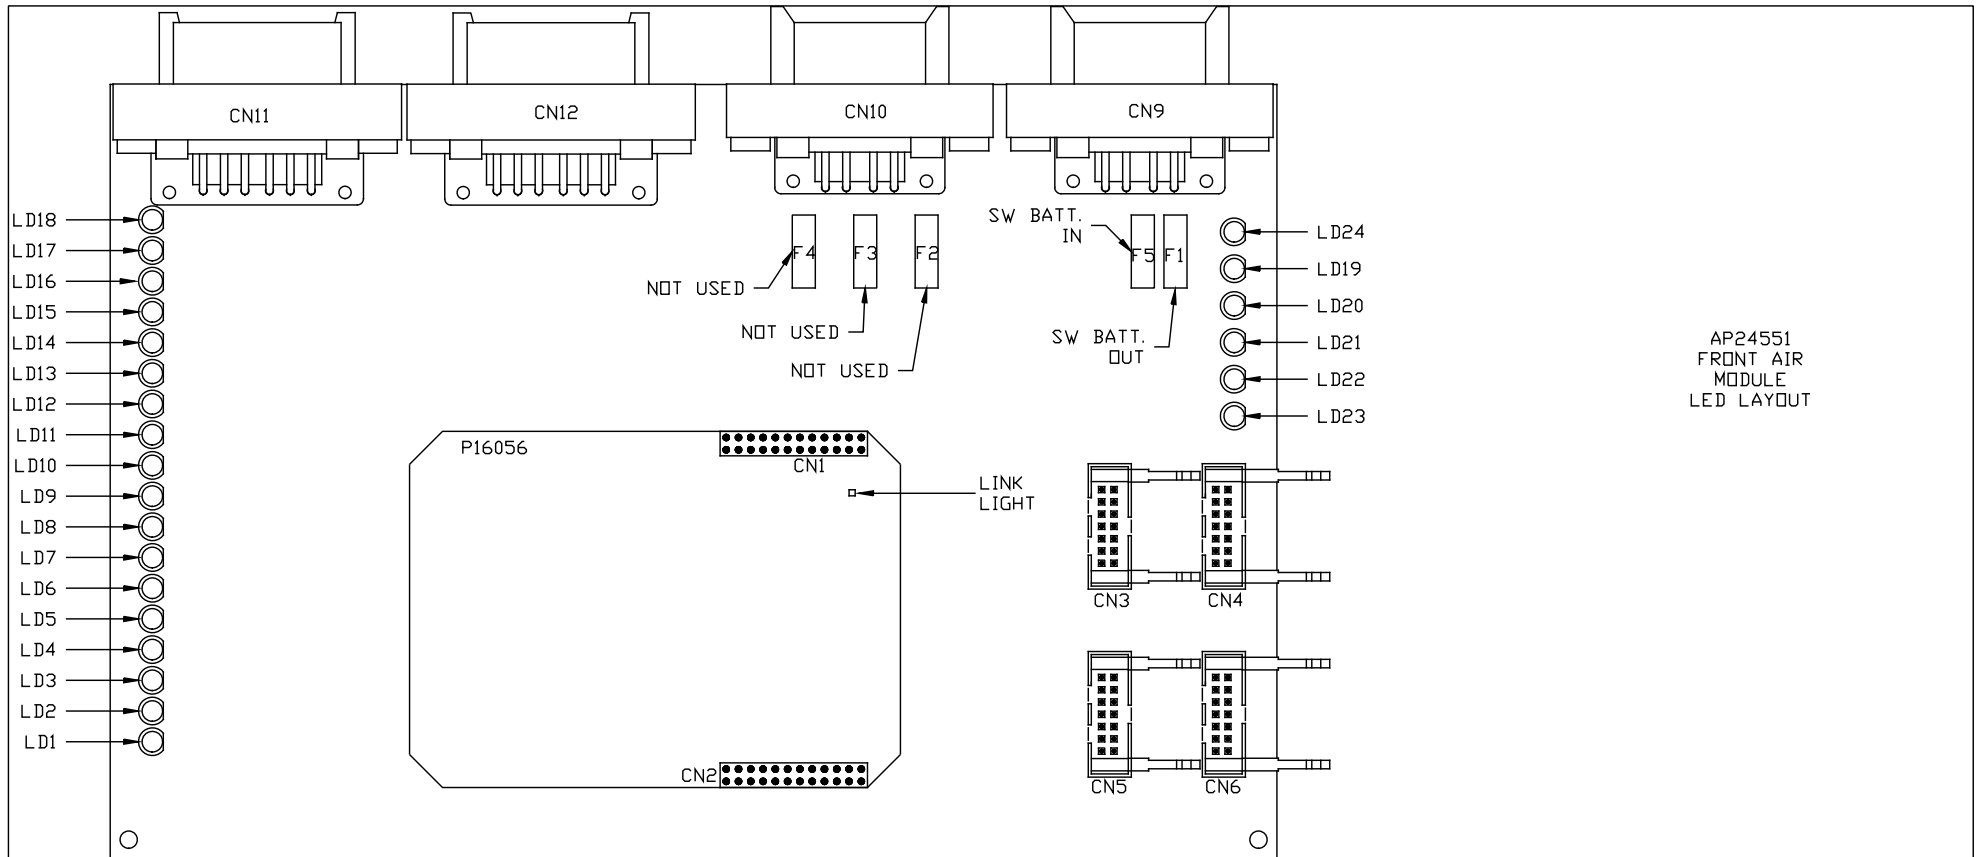 CN11
CN12
CN10
CN9
LD18
LD17
LD16
LD15
LD14
LD13
LD12
LD11
LD10
LD9
LD8
LD7
LD6
LD5
LD4
LD3
LD2
LD1
F4
F3
F2
NOT USED
NOT USED
NOT USED
SW BATT.
IN
F5
F1
SW BATT.
OUT
LD24
LD19
LD20
LD21
LD22
LD23
P16056
CN1
LINK
LIGHT
CN2
CN3
CN4
CN5
CN6
AP24551
FRONT AIR
MODULE
LED LAYOUT